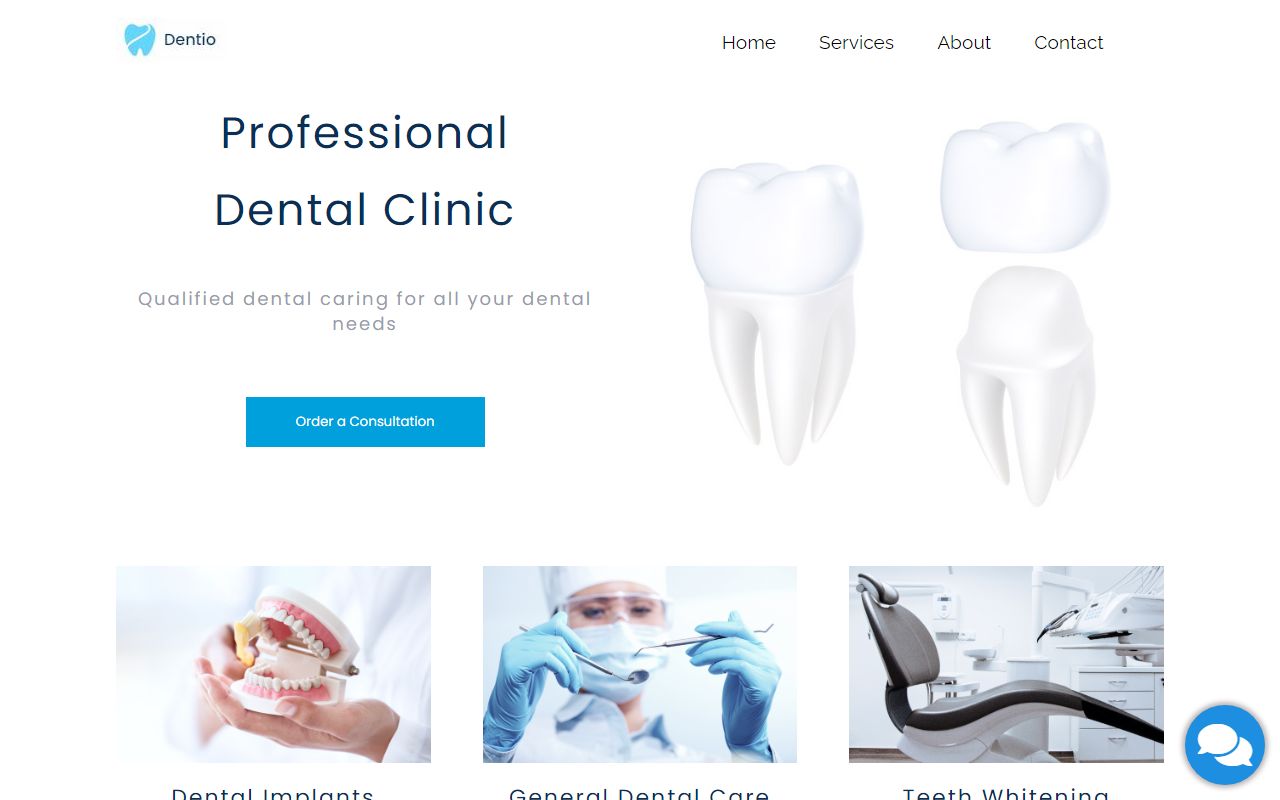 Dentio
Home
Services
About
Contact
Professional
Dental Clinic
Qualified dental caring for all your dental
needs
Order a Consultation
Dental Implants
General Dental Care
Teeth Whitening